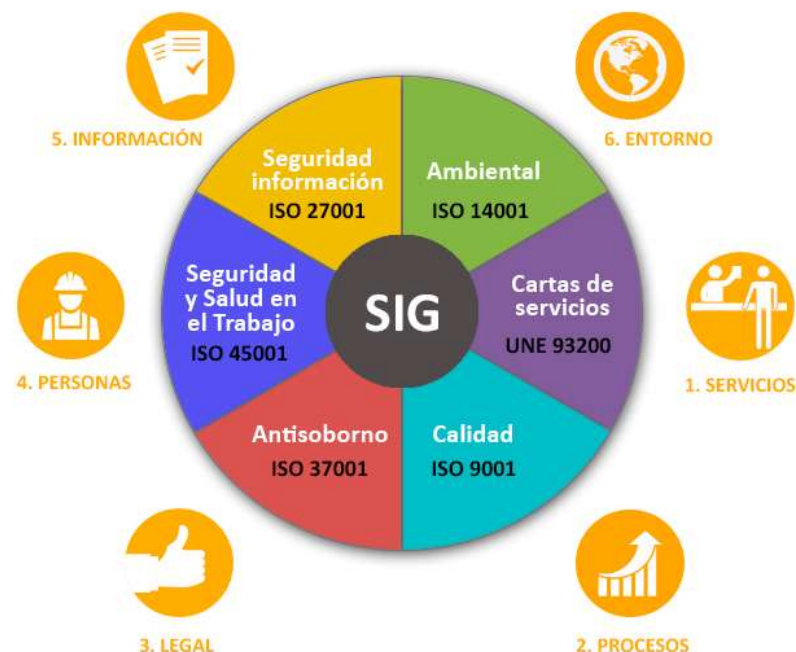 5. INFORMACIÓN
6. ENTORNO
Seguridad
información
ISO 27001
Ambiental
ISO 14001
Seguridad
y Salud en
el Trabajo
ISO 45001
SIG
Cartas de
servicios
UNE 93200
4. PERSONAS
1. SERVICIOS
Antisoborno
ISO 37001
Calidad
ISO 9001
3. LEGAL
2. PROCESOS